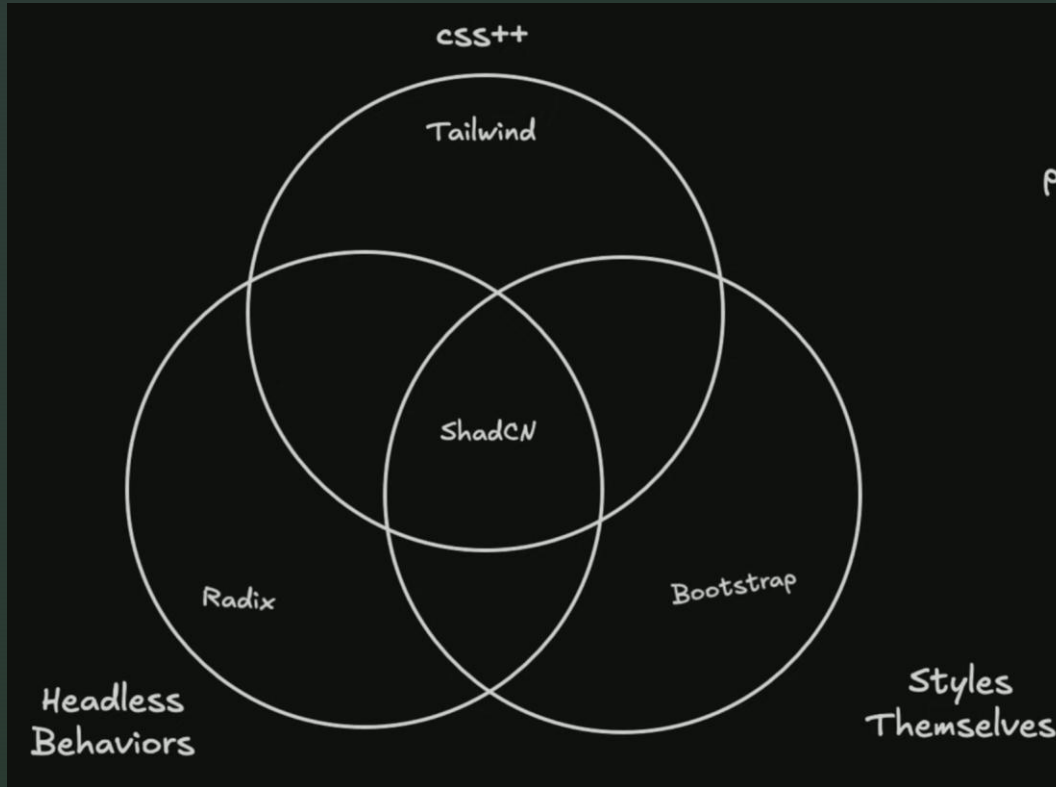 css++
Tailwind
ShadCN
Radix
Bootstrap
Headless
Behaviors
Styles
Themselves